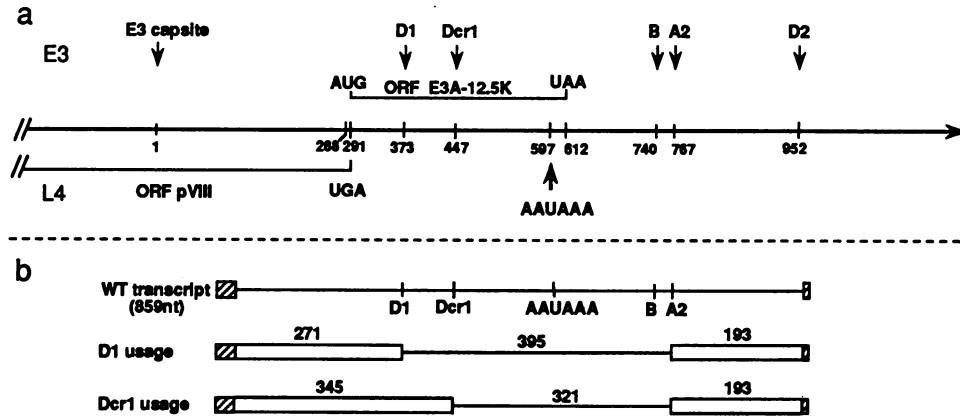 a
E3 capsite D1 Dcr1 B A2 D2
E3
AUG ORF E3A-12.5K UAA
1 288 291 373 447 597 612 740 767 952
ORF pVIII UGA
L4
AAUAAA
b
WT transcript
(859nt)
D1 Dcr1 AAUAAA B A2
271 395 193
D1 usage
345 321 193
Dcr1 usage